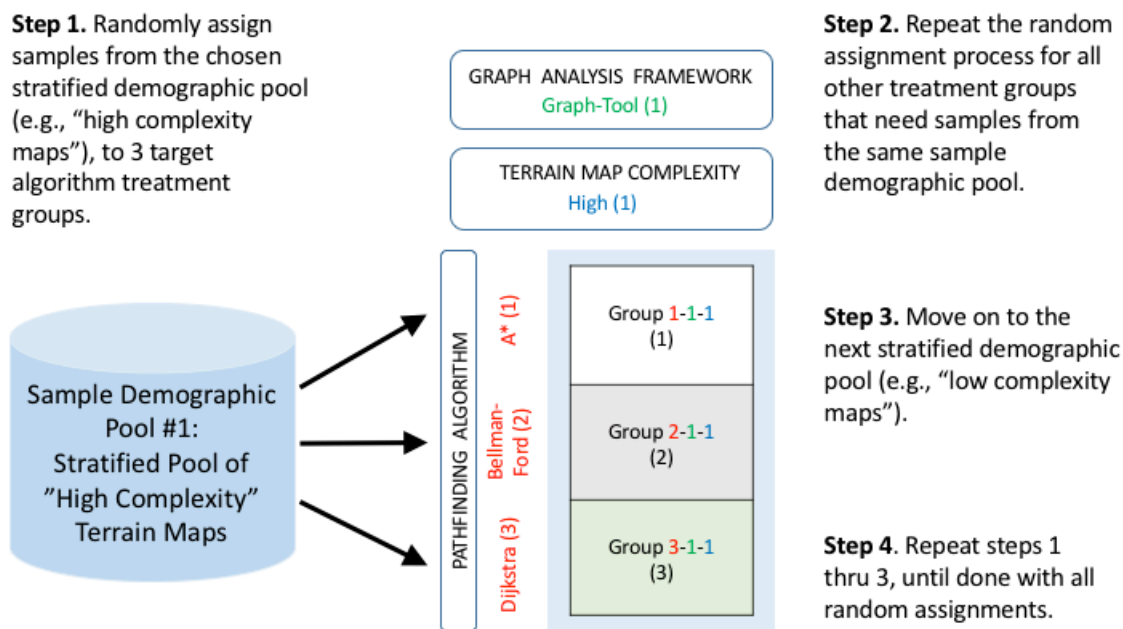 Step 1. Randomly assign
samples from the chosen
stratified demographic pool
(e.g., “high complexity
maps”), to 3 target
algorithm treatment
groups.
GRAPH ANALYSIS FRAMEWORK
Graph-Tool (1)
TERRAIN MAP COMPLEXITY
High (1)
Step 2. Repeat the random
assignment process for all
other treatment groups
that need samples from
the same sample
demographic pool.
Sample Demographic
Pool #1:
Stratified Pool of
”High Complexity”
Terrain Maps
PATHFINDING ALGORITHM
A* (1)
Bellman-
Ford (2)
Dijkstra (3)
Group 1-1-1
(1)
Group 2-1-1
(2)
Group 3-1-1
(3)
Step 3. Move on to the
next stratified demographic
pool (e.g., “low complexity
maps”).
Step 4. Repeat steps 1
thru 3, until done with all
random assignments.